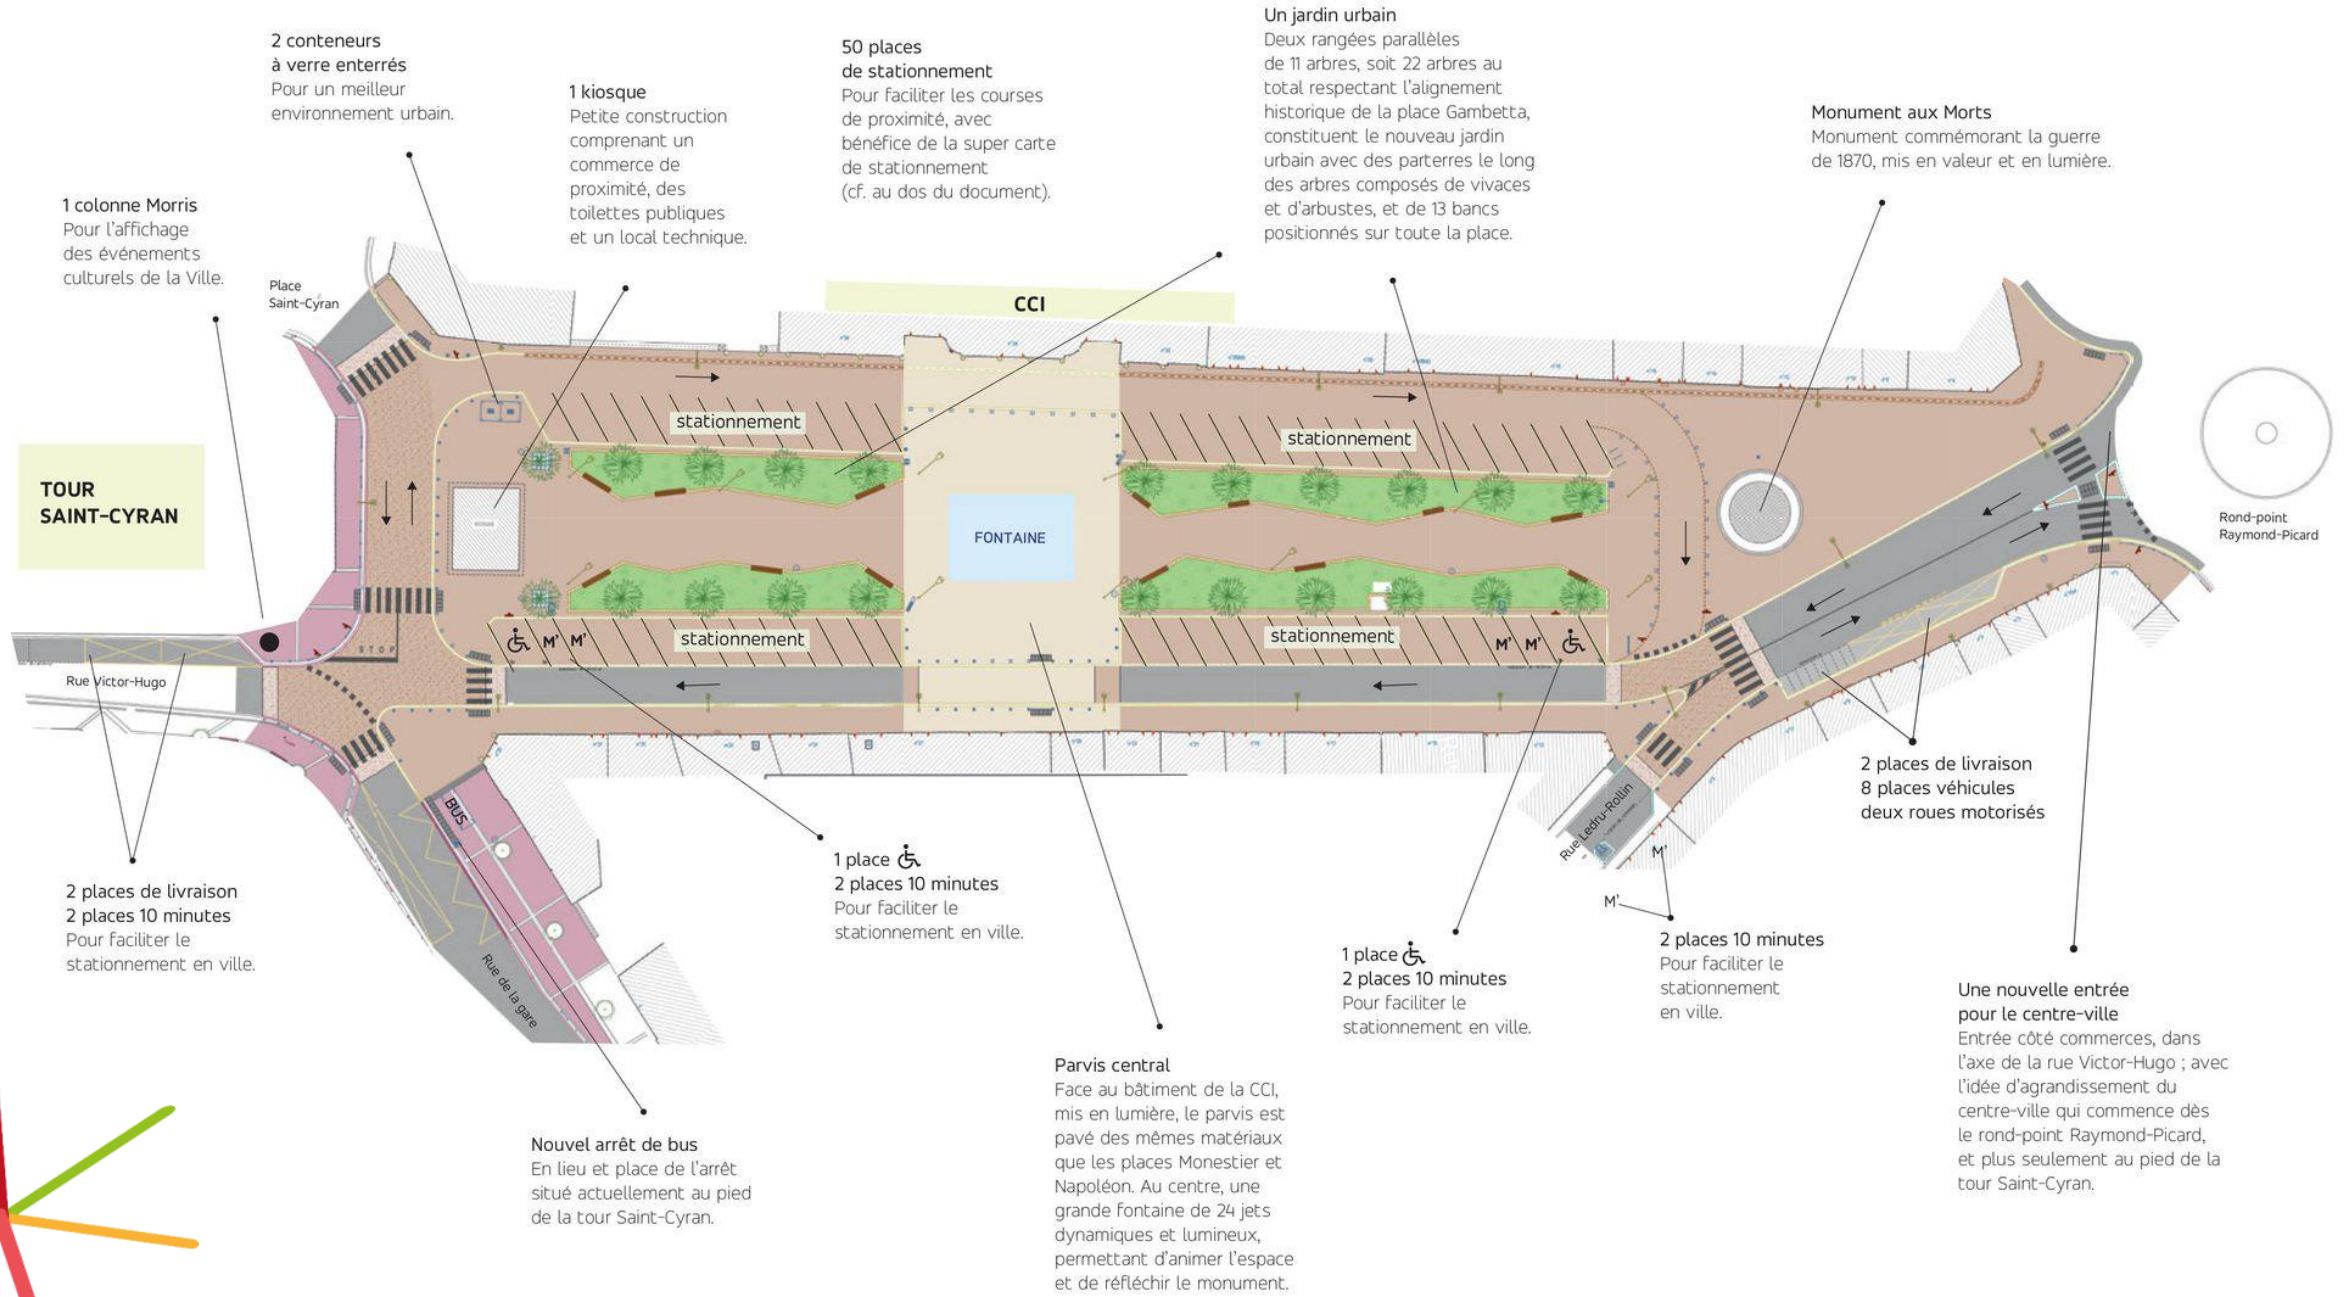 2 conteneurs
à verre enterrés
Pour un meilleur
environnement urbain.
1 kiosque
Petite construction
comprenant un
commerce de
proximité, des
toilettes publiques
et un local technique.
50 places
de stationnement
Pour faciliter les courses
de proximité, avec
bénéfice de la super carte
de stationnement
(cf. au dos du document).
Un jardin urbain
Deux rangées parallèles
de 11 arbres, soit 22 arbres au
total respectant l'alignement
historique de la place Gambetta,
constituent le nouveau jardin
urbain avec des parterres le long
des arbres composés de vivaces
et d'arbustes, et de 13 bancs
positionnés sur toute la place.
Monument aux Morts
Monument commémorant la guerre
de 1870, mis en valeur et en lumière.
1 colonne Morris
Pour l'affichage
des événements
culturels de la Ville.
Place
Saint-Cyran
CCI
stationnement
stationnement
TOUR
SAINT-CYRAN
FONTAINE
Rond-point
Raymond-Picard
STOP
M' M'
stationnement
stationnement
M' M'
Rue Victor-Hugo
BUS
Rue de la gare
Rue Ledru-Rollin
M'
M'
2 places de livraison
8 places véhicules
deux roues motorisés
2 places de livraison
2 places 10 minutes
Pour faciliter le
stationnement en ville.
1 place
2 places 10 minutes
Pour faciliter le
stationnement en ville.
1 place
2 places 10 minutes
Pour faciliter le
stationnement en ville.
2 places 10 minutes
Pour faciliter le
stationnement
en ville.
Une nouvelle entrée
pour le centre-ville
Entrée côté commerces, dans
l'axe de la rue Victor-Hugo ; avec
l'idée d'agrandissement du
centre-ville qui commence dès
le rond-point Raymond-Picard,
et plus seulement au pied de la
tour Saint-Cyran.
Parvis central
Face au bâtiment de la CCI,
mis en lumière, le parvis est
pavé des mêmes matériaux
que les places Monestier et
Napoléon. Au centre, une
grande fontaine de 24 jets
dynamiques et lumineux,
permettant d'animer l'espace
et de réfléchir le monument.
Nouvel arrêt de bus
En lieu et place de l'arrêt
situé actuellement au pied
de la tour Saint-Cyran.